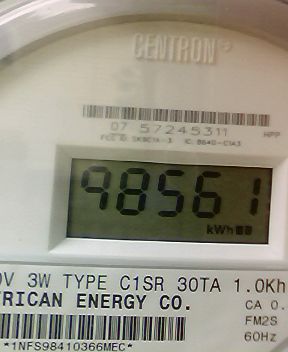 CENTRON®
07 57245311
HPP
98561
kWh
0V 3W TYPE C1SR 30TA 1.0Kh
RICAN ENERGY CO.
CA 0.
FM2S
60Hz
*1NFS98410366MEC*